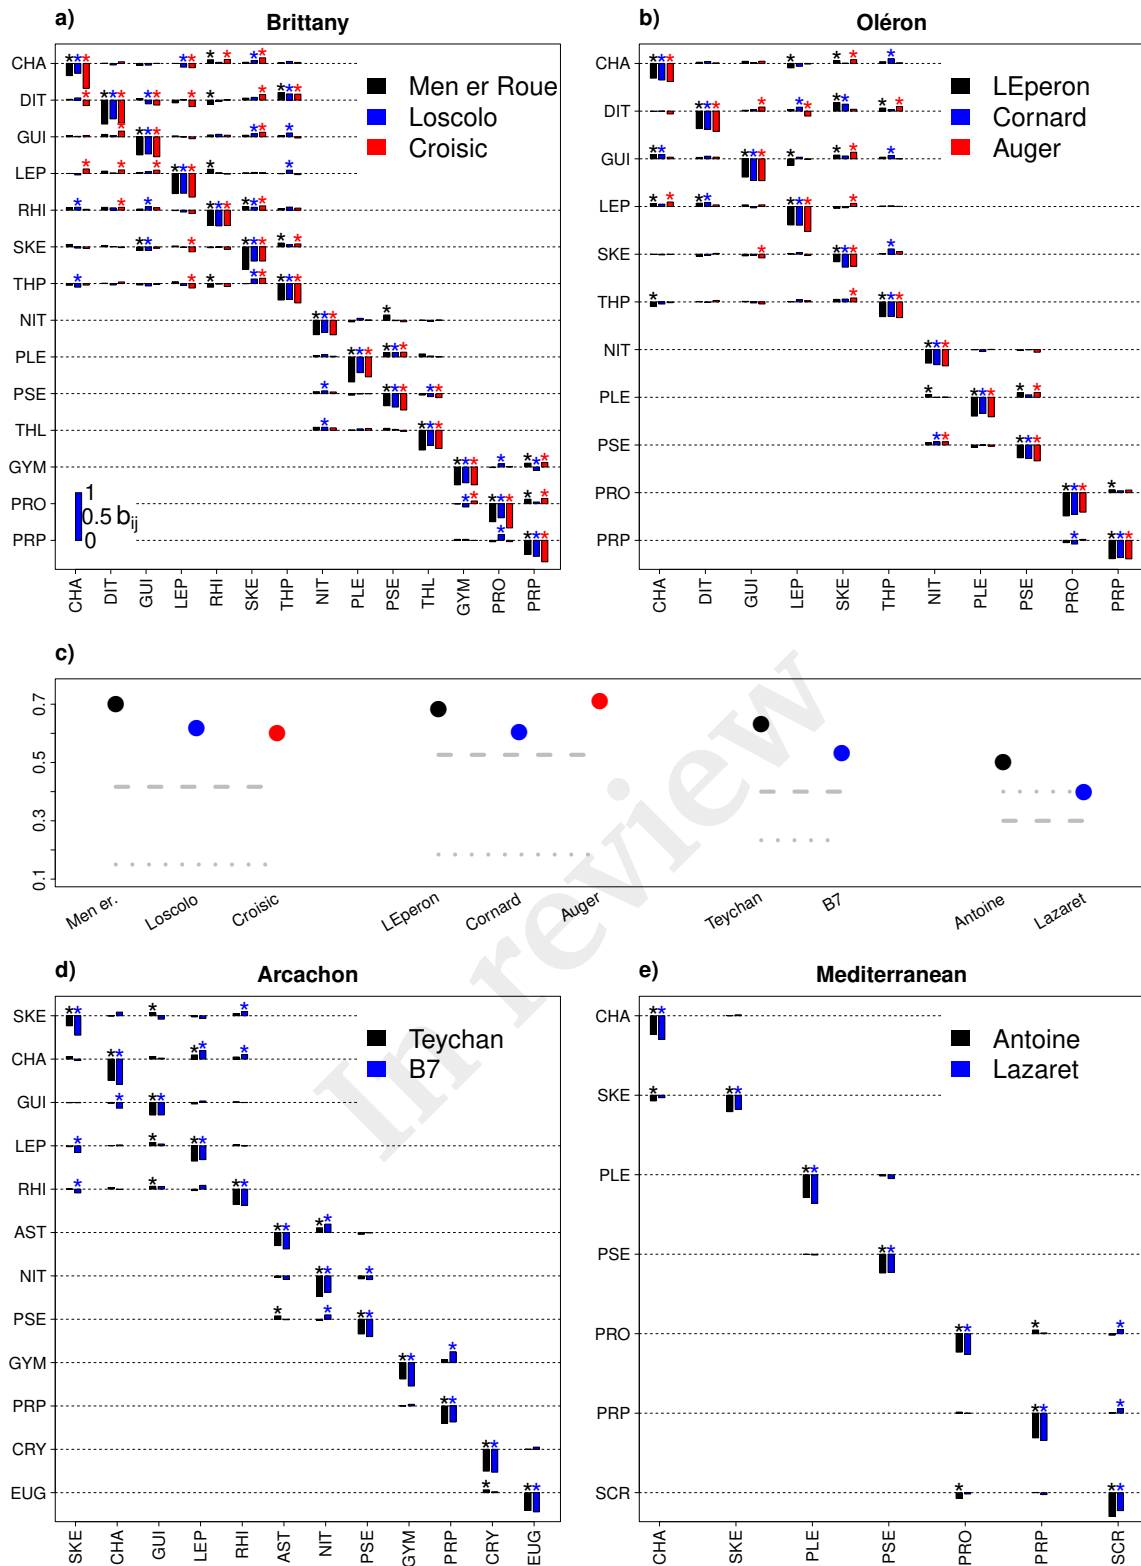 a) Brittany
CHA
DIT
GUI
LEP
RHI
SKE
THP
NIT
PLE
PSE
THL
GYM
PRO
PRP
Men er Roue
Loscolo
Croisic
1
0.5 b_ij
0
CHA DIT GUI LEP RHI SKE THP NIT PLE PSE THL GYM PRO PRP
b) Oléron
CHA
DIT
GUI
LEP
SKE
THP
NIT
PLE
PSE
PRO
PRP
LEperon
Cornard
Auger
CHA DIT GUI LEP SKE THP NIT PLE PSE PRO PRP
c)
0.7
0.5
0.3
0.1
Men er. Loscolo Croisic LEperon Cornard Auger Teychan B7 Antoine Lazaret
In review
d) Arcachon
SKE
CHA
GUI
LEP
RHI
AST
NIT
PSE
GYM
PRP
CRY
EUG
Teychan
B7
SKE CHA GUI LEP RHI AST NIT PSE GYM PRP CRY EUG
e) Mediterranean
CHA
SKE
PLE
PSE
PRO
PRP
SCR
Antoine
Lazaret
CHA SKE PLE PSE PRO PRP SCR